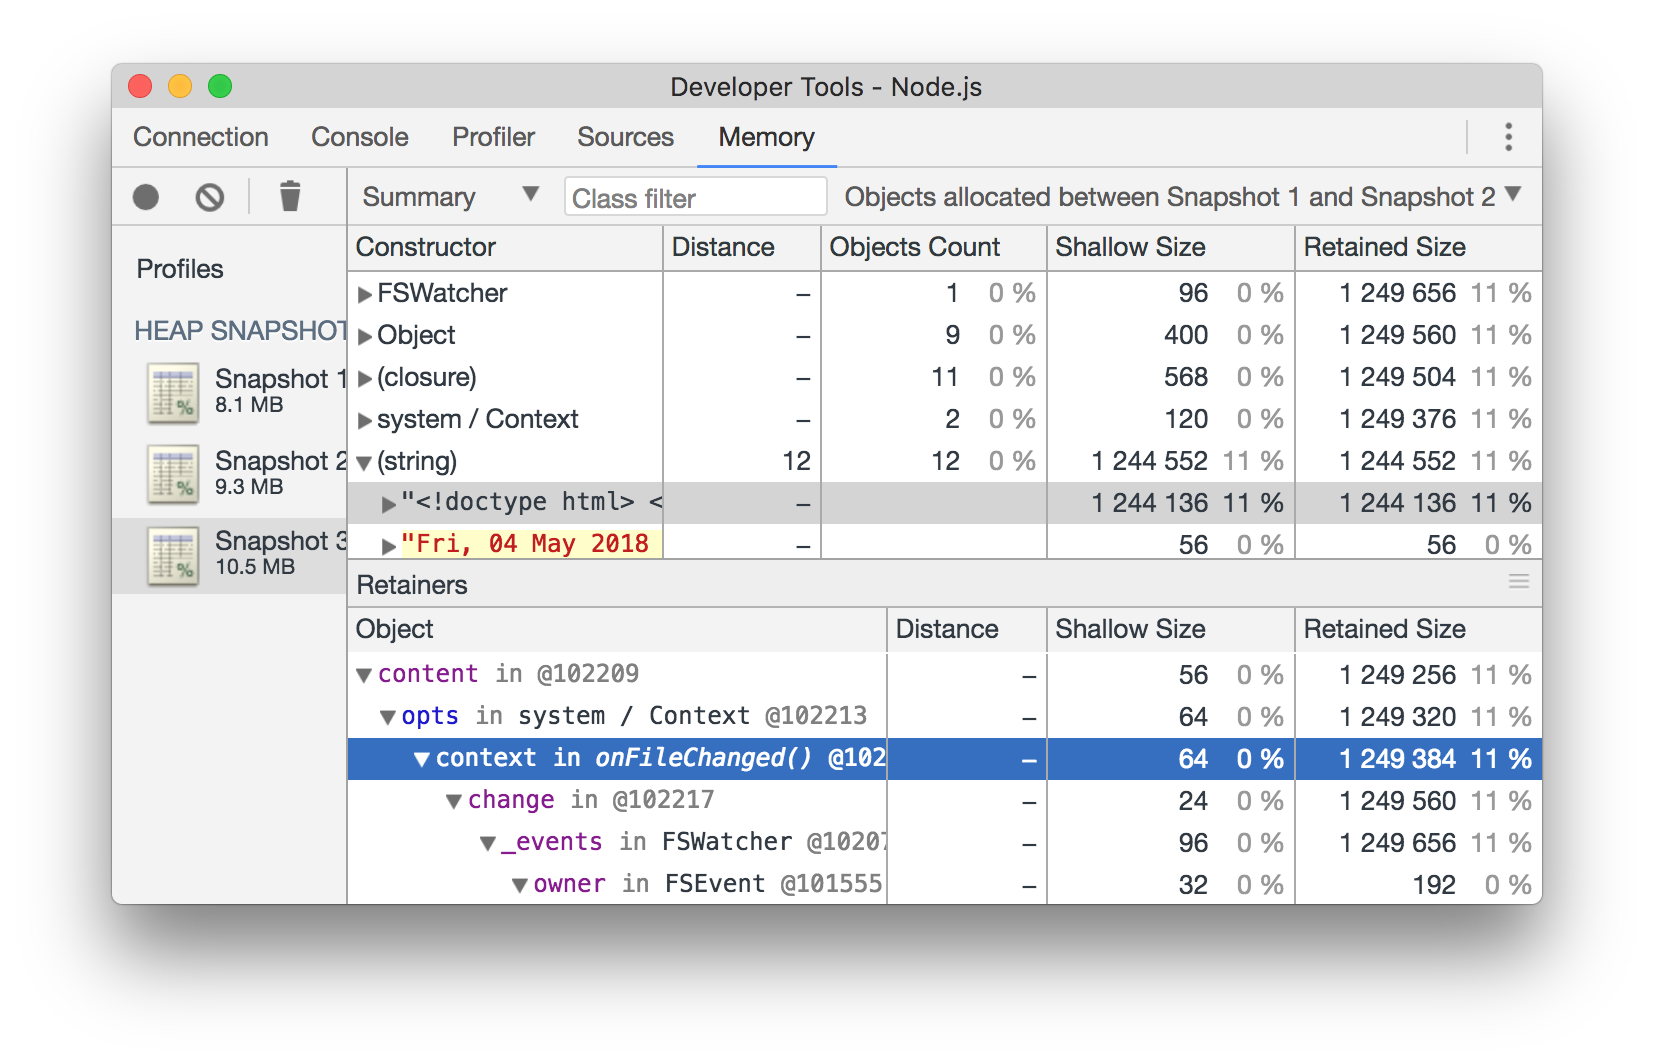 Developer Tools - Node.js
Connection Console Profiler Sources Memory
Summary Class filter Objects allocated between Snapshot 1 and Snapshot 2
Profiles
HEAP SNAPSHOT
Snapshot 1
8.1 MB
Snapshot 2
9.3 MB
Snapshot 3
10.5 MB
Constructor Distance Objects Count Shallow Size Retained Size
FSWatcher – 1 0 % 96 0 % 1 249 656 11 %
Object – 9 0 % 400 0 % 1 249 560 11 %
(closure) – 11 0 % 568 0 % 1 249 504 11 %
system / Context – 2 0 % 120 0 % 1 249 376 11 %
(string) 12 12 0 % 1 244 552 11 % 1 244 552 11 %
"<!doctype html> < – 1 244 136 11 % 1 244 136 11 %
"Fri, 04 May 2018 – 56 0 % 56 0 %
Retainers
Object Distance Shallow Size Retained Size
content in @102209 – 56 0 % 1 249 256 11 %
opts in system / Context @102213 – 64 0 % 1 249 320 11 %
context in onFileChanged() @102 – 64 0 % 1 249 384 11 %
change in @102217 – 24 0 % 1 249 560 11 %
_events in FSWatcher @10207 – 96 0 % 1 249 656 11 %
owner in FSEvent @101555 – 32 0 % 192 0 %